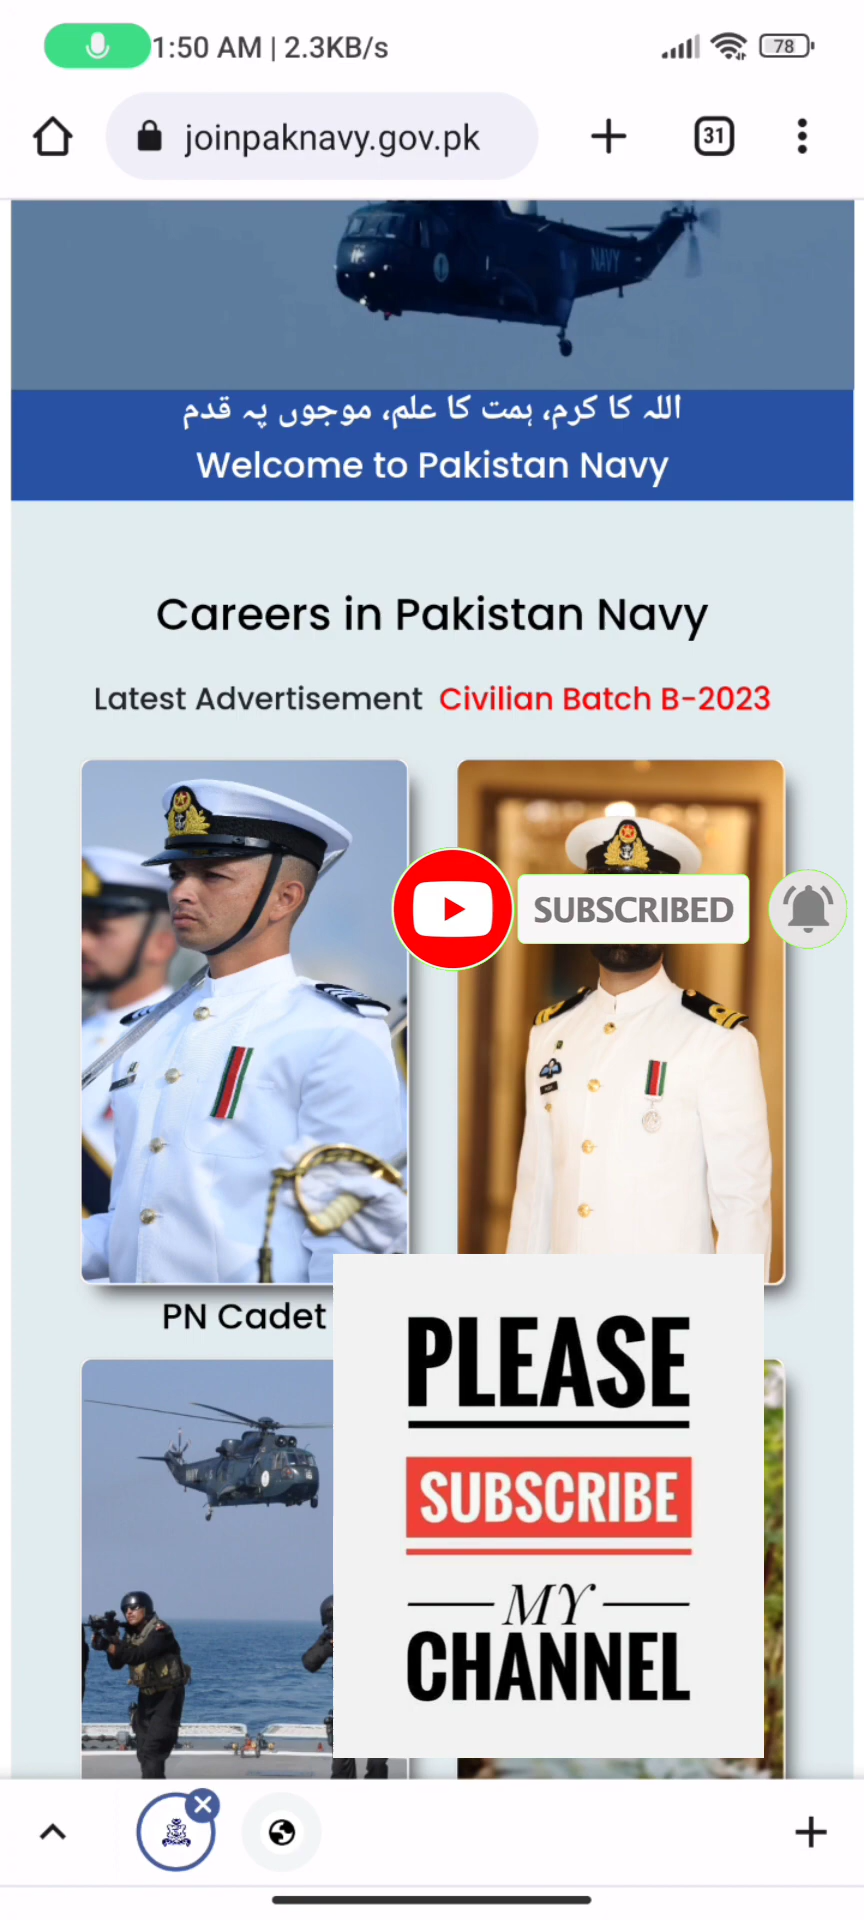 1:50 AM | 2.3KB/s
78
joinpaknavy.gov.pk
31
NAVY
اللہ کا کرم، ہمت کا علم، موجوں پہ قدم
Welcome to Pakistan Navy
Careers in Pakistan Navy
Latest Advertisement Civilian Batch B-2023
SUBSCRIBED
PN Cadet
PLEASE
SUBSCRIBE
MY
CHANNEL